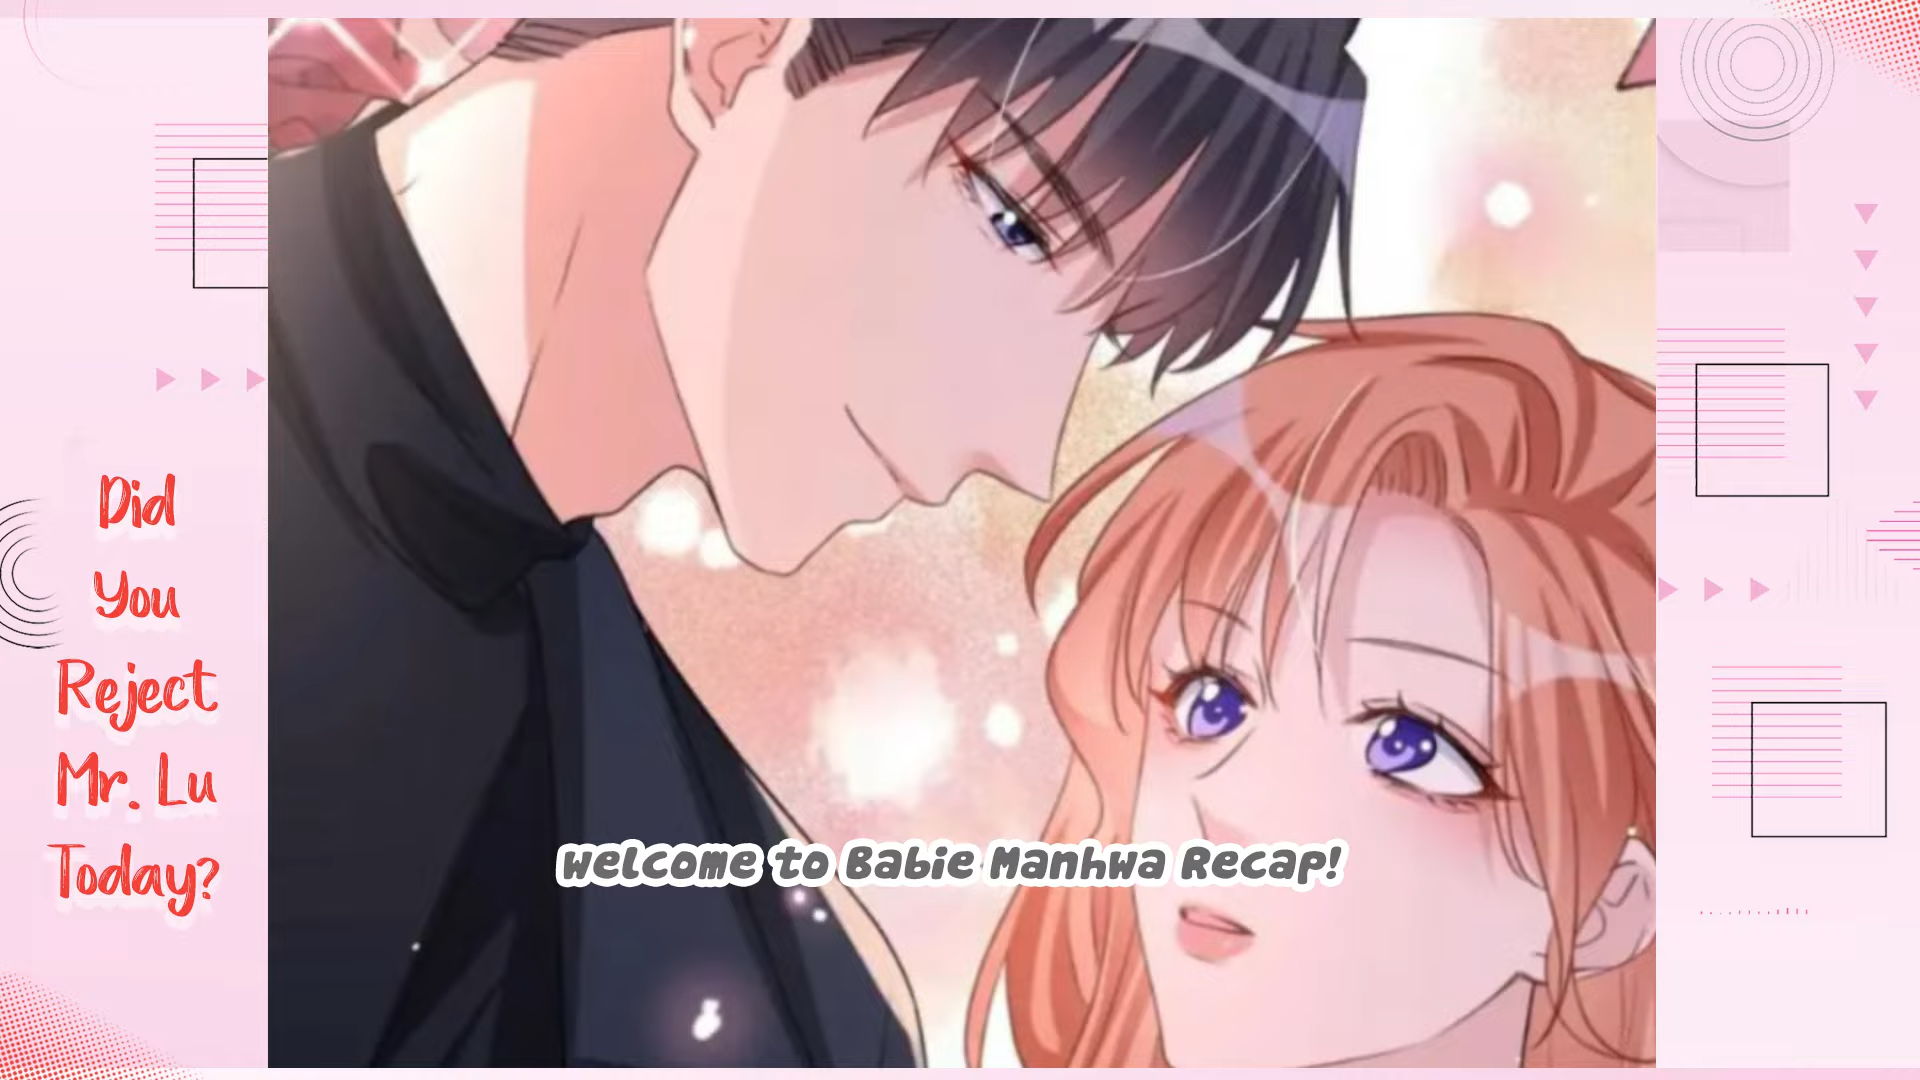 Did
You
Reject
Mr. Lu
Today?
welcome to Babie Manhwa Recap!